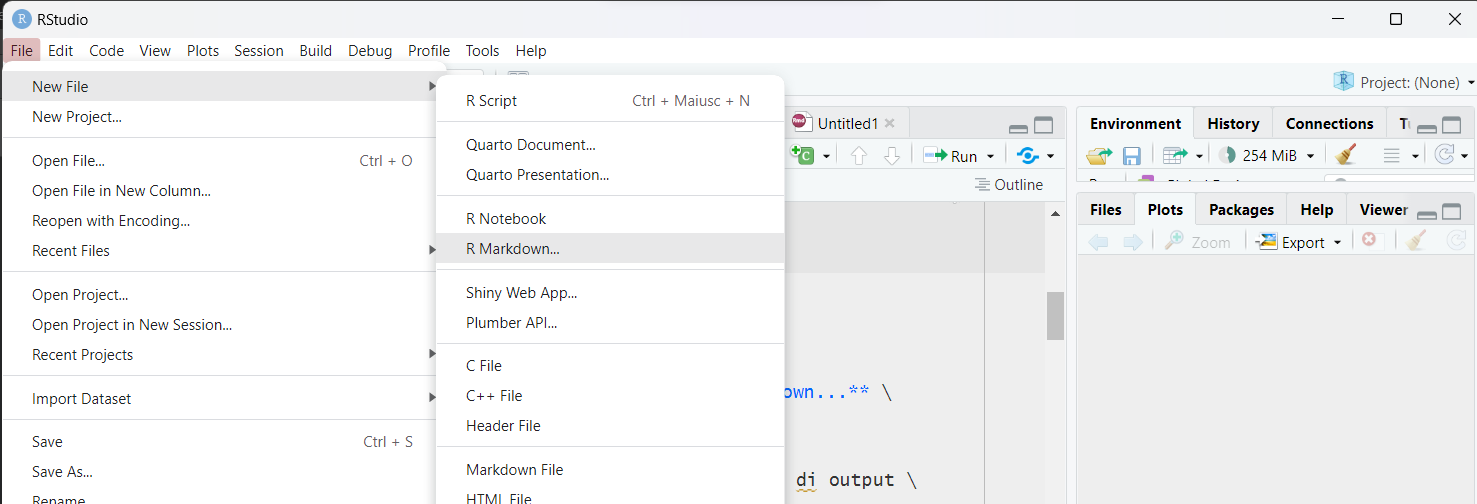 RStudio
File Edit Code View Plots Session Build Debug Profile Tools Help
Project: (None)
New File
New Project...
Open File... Ctrl + O
Open File in New Column...
Reopen with Encoding...
Recent Files
Open Project...
Open Project in New Session...
Recent Projects
Import Dataset
Save Ctrl + S
Save As...
Rename
R Script Ctrl + Maiusc + N
Quarto Document...
Quarto Presentation...
R Notebook
R Markdown...
Shiny Web App...
Plumber API...
C File
C++ File
Header File
Markdown File
HTML File
Untitled1
Run
Outline
own...** \
di output \
Environment History Connections
254 MiB
Files Plots Packages Help Viewer
Zoom Export